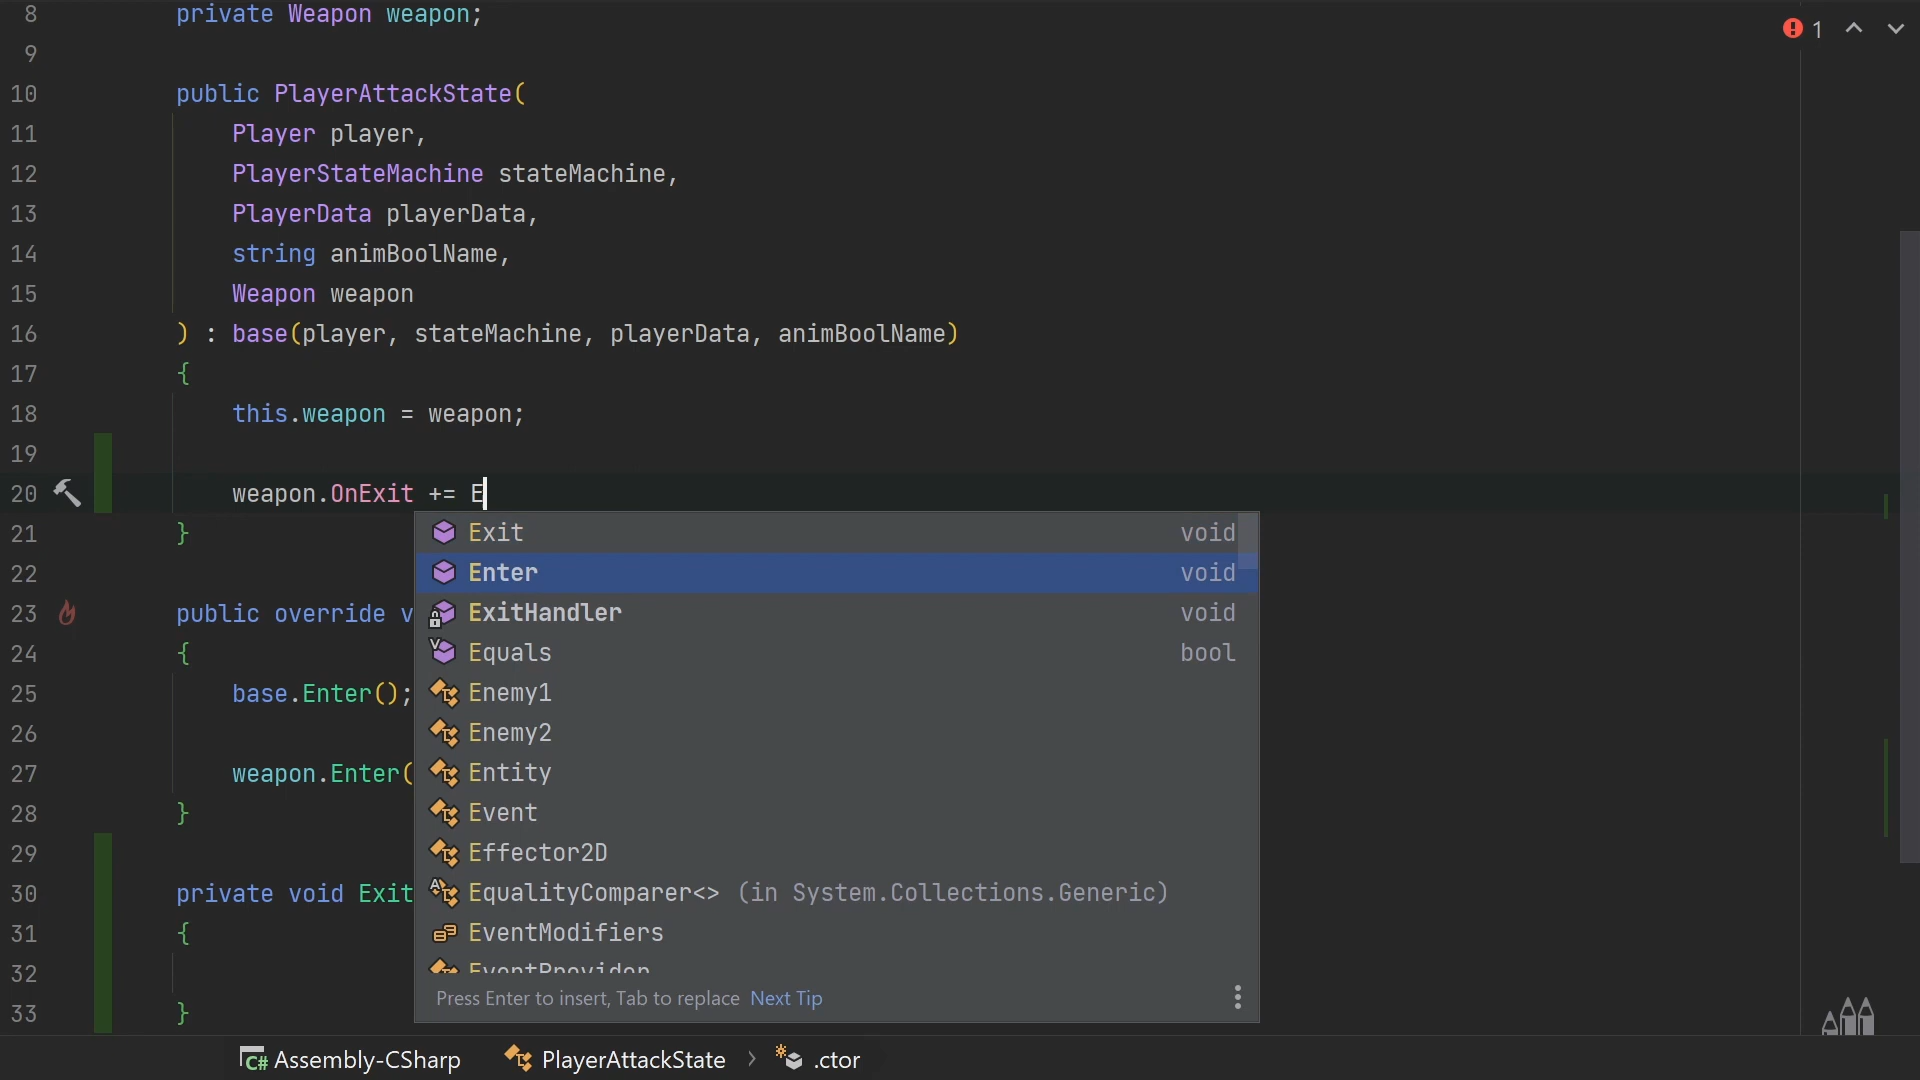 8 private Weapon weapon;
1
9
10 public PlayerAttackState(
11 Player player,
12 PlayerStateMachine stateMachine,
13 PlayerData playerData,
14 string animBoolName,
15 Weapon weapon
16 ) : base(player, stateMachine, playerData, animBoolName)
17 {
18 this.weapon = weapon;
19
20 weapon.OnExit += E
21 }
22
23 public override v
24 {
25 base.Enter();
26
27 weapon.Enter(
28 }
29
30 private void Exit
31 {
32
33 }
Exit void
Enter void
ExitHandler void
Equals bool
Enemy1
Enemy2
Entity
Event
Effector2D
EqualityComparer<> (in System.Collections.Generic)
EventModifiers
EventProvider
Press Enter to insert, Tab to replace Next Tip
C# Assembly-CSharp PlayerAttackState > .ctor